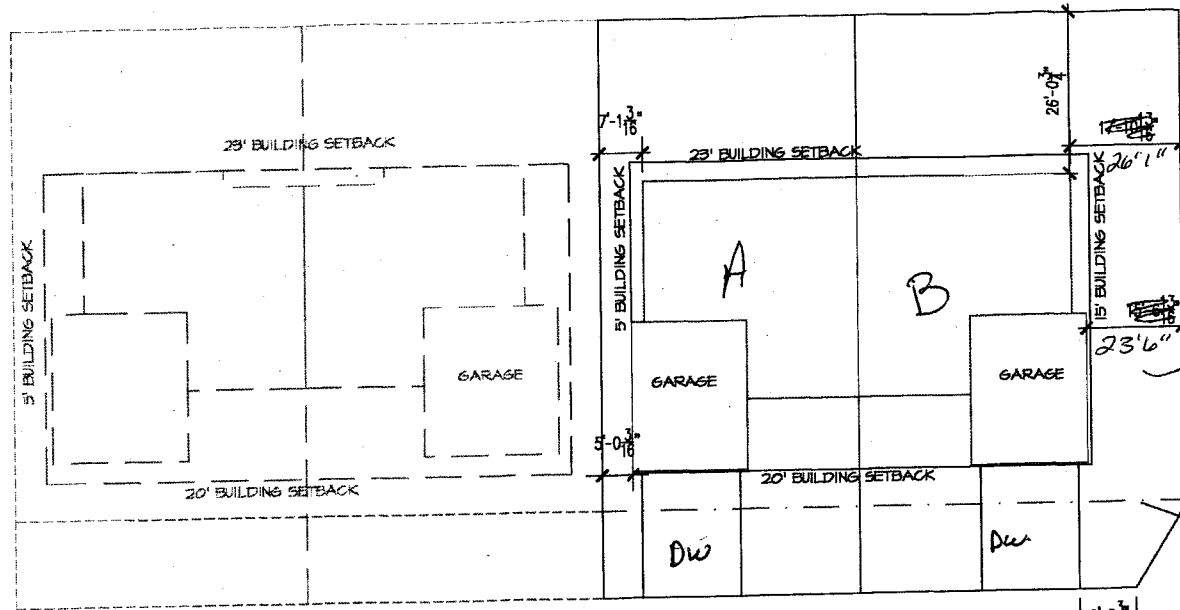 26'-0 3/4"
7'-1 3/16"
23' BUILDING SETBACK
23' BUILDING SETBACK
26'1"
5' BUILDING SETBACK
5' BUILDING SETBACK
15' BUILDING SETBACK
A
B
23'6"
GARAGE
GARAGE
GARAGE
5'-0 3/16"
20' BUILDING SETBACK
20' BUILDING SETBACK
DW
DW